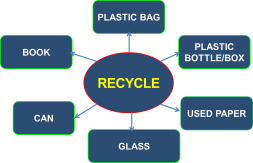 PLASTIC BAG
BOOK
PLASTIC
BOTTLE/BOX
RECYCLE
CAN
USED PAPER
GLASS